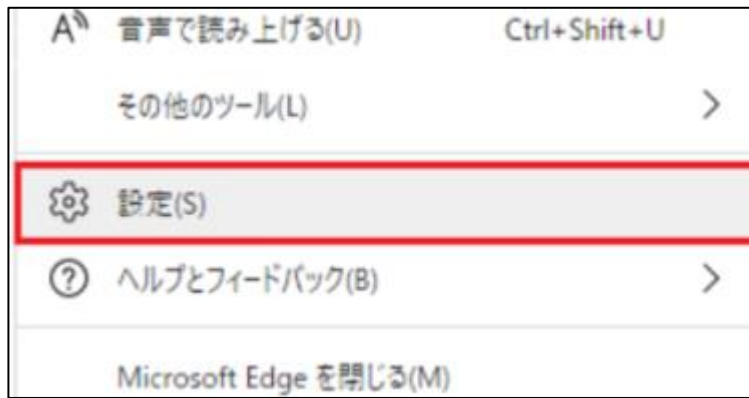 音声で読み上げる(U) Ctrl+Shift+U
その他のツール(L)
設定(S)
ヘルプとフィードバック(B)
Microsoft Edge を閉じる(M)